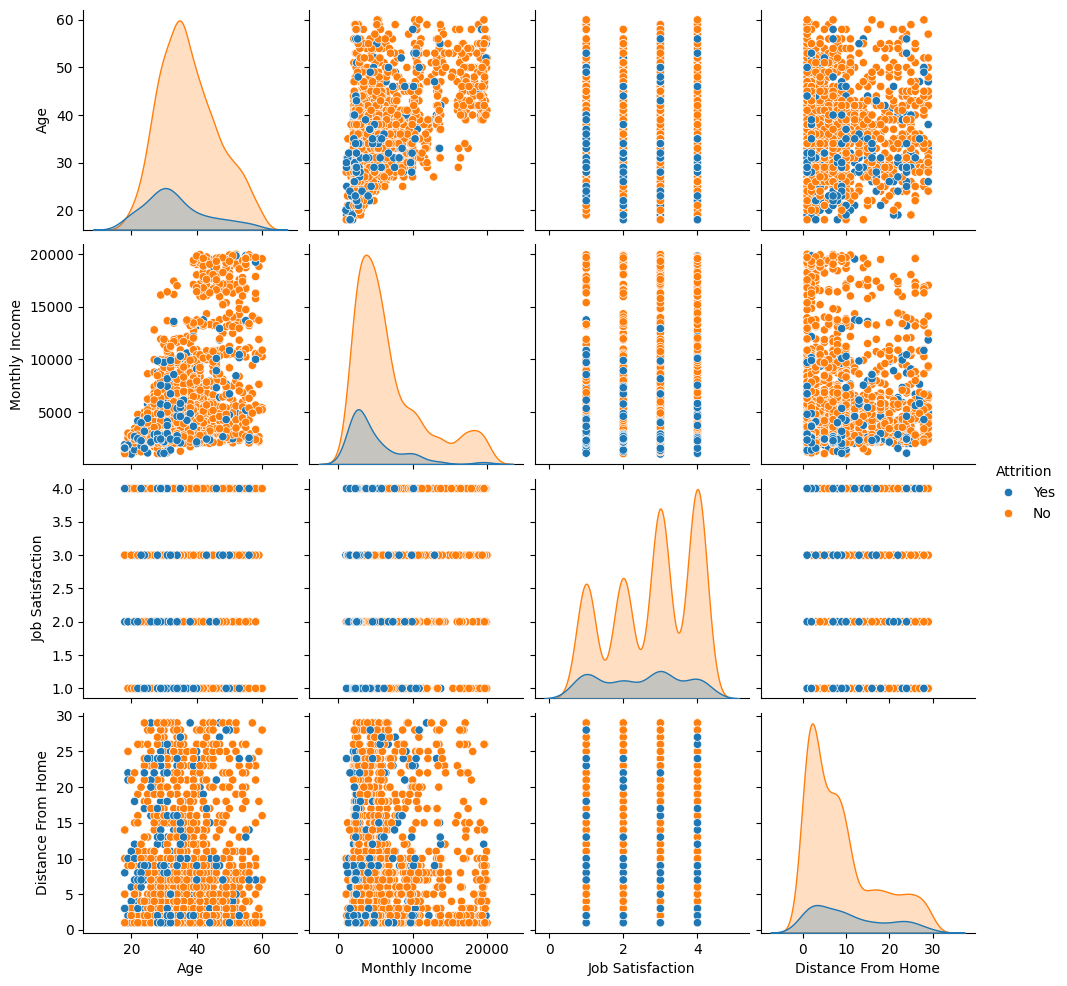 60
50
40
30
20
Age
20000
15000
10000
5000
Monthly Income
Attrition
Yes
No
4.0
3.5
3.0
2.5
2.0
1.5
1.0
Job Satisfaction
30
25
20
15
10
5
0
Distance From Home
20 40 60
0 10000 20000
0 2 4
0 10 20 30
Age
Monthly Income
Job Satisfaction
Distance From Home